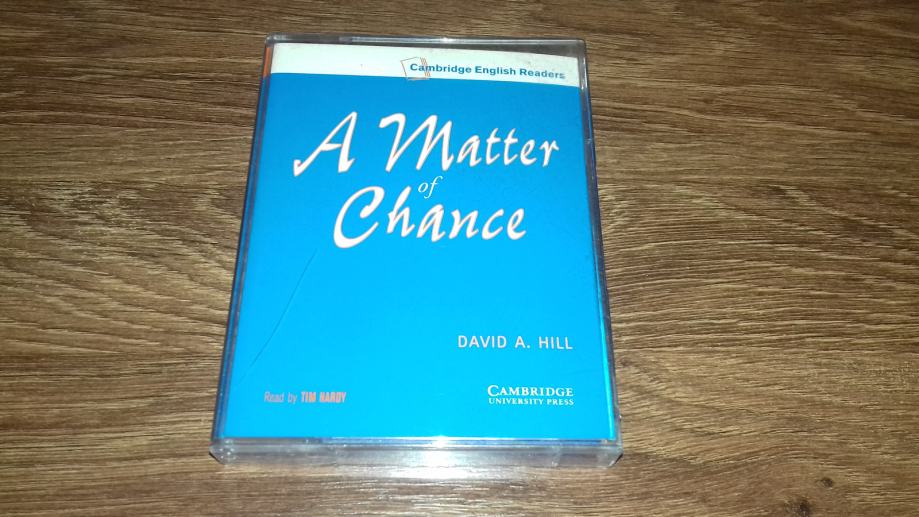 Cambridge English Readers
A Matter
of
Chance
DAVID A. HILL
Read by TIM HARDY
CAMBRIDGE
UNIVERSITY PRESS